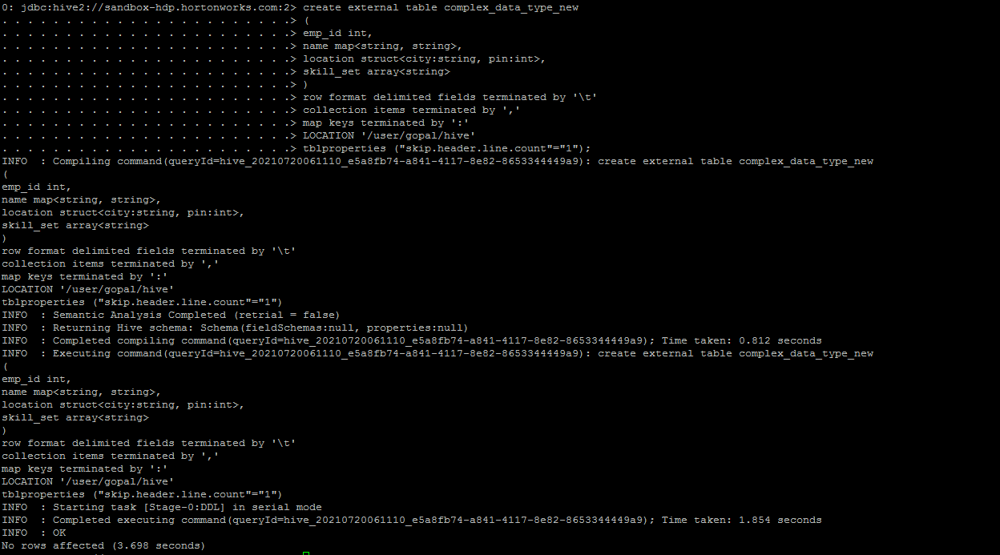 0: jdbc:hive2://sandbox-hdp.hortonworks.com:2> create external table complex_data_type_new
. . . . . . . . . . . . . . . . . . . . . . .> (
. . . . . . . . . . . . . . . . . . . . . . .> emp_id int,
. . . . . . . . . . . . . . . . . . . . . . .> name map<string, string>,
. . . . . . . . . . . . . . . . . . . . . . .> location struct<city:string, pin:int>,
. . . . . . . . . . . . . . . . . . . . . . .> skill_set array<string>
. . . . . . . . . . . . . . . . . . . . . . .> )
. . . . . . . . . . . . . . . . . . . . . . .> row format delimited fields terminated by '\t'
. . . . . . . . . . . . . . . . . . . . . . .> collection items terminated by ','
. . . . . . . . . . . . . . . . . . . . . . .> map keys terminated by ':'
. . . . . . . . . . . . . . . . . . . . . . .> LOCATION '/user/gopal/hive'
. . . . . . . . . . . . . . . . . . . . . . .> tblproperties ("skip.header.line.count"="1");
INFO  : Compiling command(queryId=hive_20210720061110_e5a8fb74-a841-4117-8e82-8653344449a9): create external table complex_data_type_new
(
emp_id int,
name map<string, string>,
location struct<city:string, pin:int>,
skill_set array<string>
)
row format delimited fields terminated by '\t'
collection items terminated by ','
map keys terminated by ':'
LOCATION '/user/gopal/hive'
tblproperties ("skip.header.line.count"="1")
INFO  : Semantic Analysis Completed (retrial = false)
INFO  : Returning Hive schema: Schema(fieldSchemas:null, properties:null)
INFO  : Completed compiling command(queryId=hive_20210720061110_e5a8fb74-a841-4117-8e82-8653344449a9); Time taken: 0.812 seconds
INFO  : Executing command(queryId=hive_20210720061110_e5a8fb74-a841-4117-8e82-8653344449a9): create external table complex_data_type_new
(
emp_id int,
name map<string, string>,
location struct<city:string, pin:int>,
skill_set array<string>
)
row format delimited fields terminated by '\t'
collection items terminated by ','
map keys terminated by ':'
LOCATION '/user/gopal/hive'
tblproperties ("skip.header.line.count"="1")
INFO  : Starting task [Stage-0:DDL] in serial mode
INFO  : Completed executing command(queryId=hive_20210720061110_e5a8fb74-a841-4117-8e82-8653344449a9); Time taken: 1.854 seconds
INFO  : OK
No rows affected (3.698 seconds)